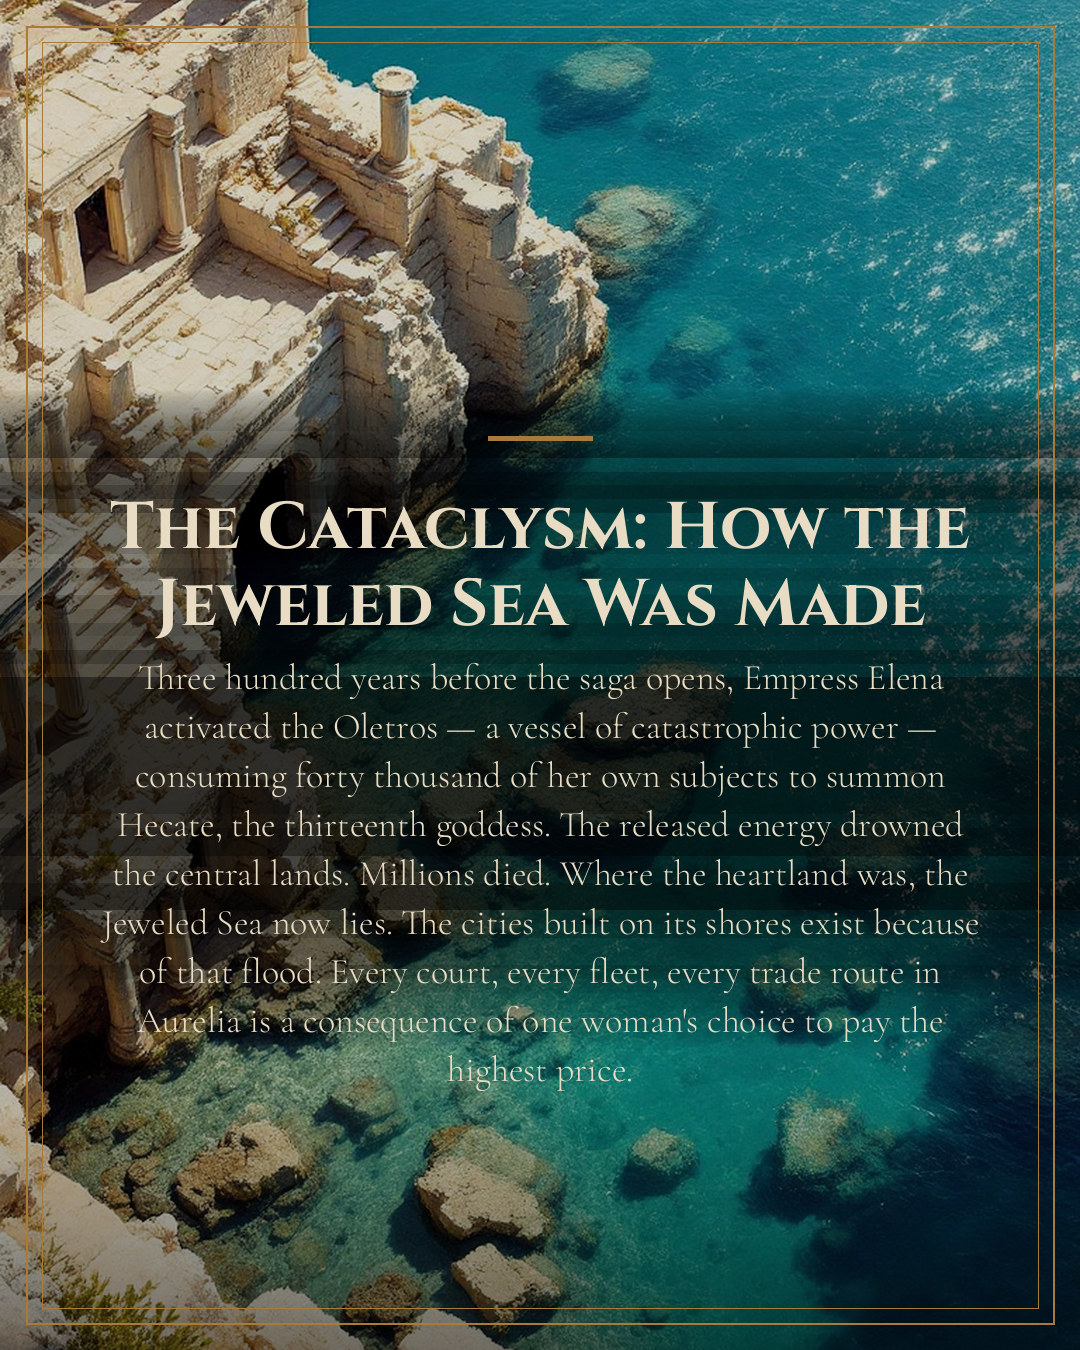 The Cataclysm: How the
Jeweled Sea Was Made
Three hundred years before the saga opens, Empress Elena
activated the Oletros — a vessel of catastrophic power —
consuming forty thousand of her own subjects to summon
Hecate, the thirteenth goddess. The released energy drowned
the central lands. Millions died. Where the heartland was, the
Jeweled Sea now lies. The cities built on its shores exist because
of that flood. Every court, every fleet, every trade route in
Aurelia is a consequence of one woman's choice to pay the
highest price.